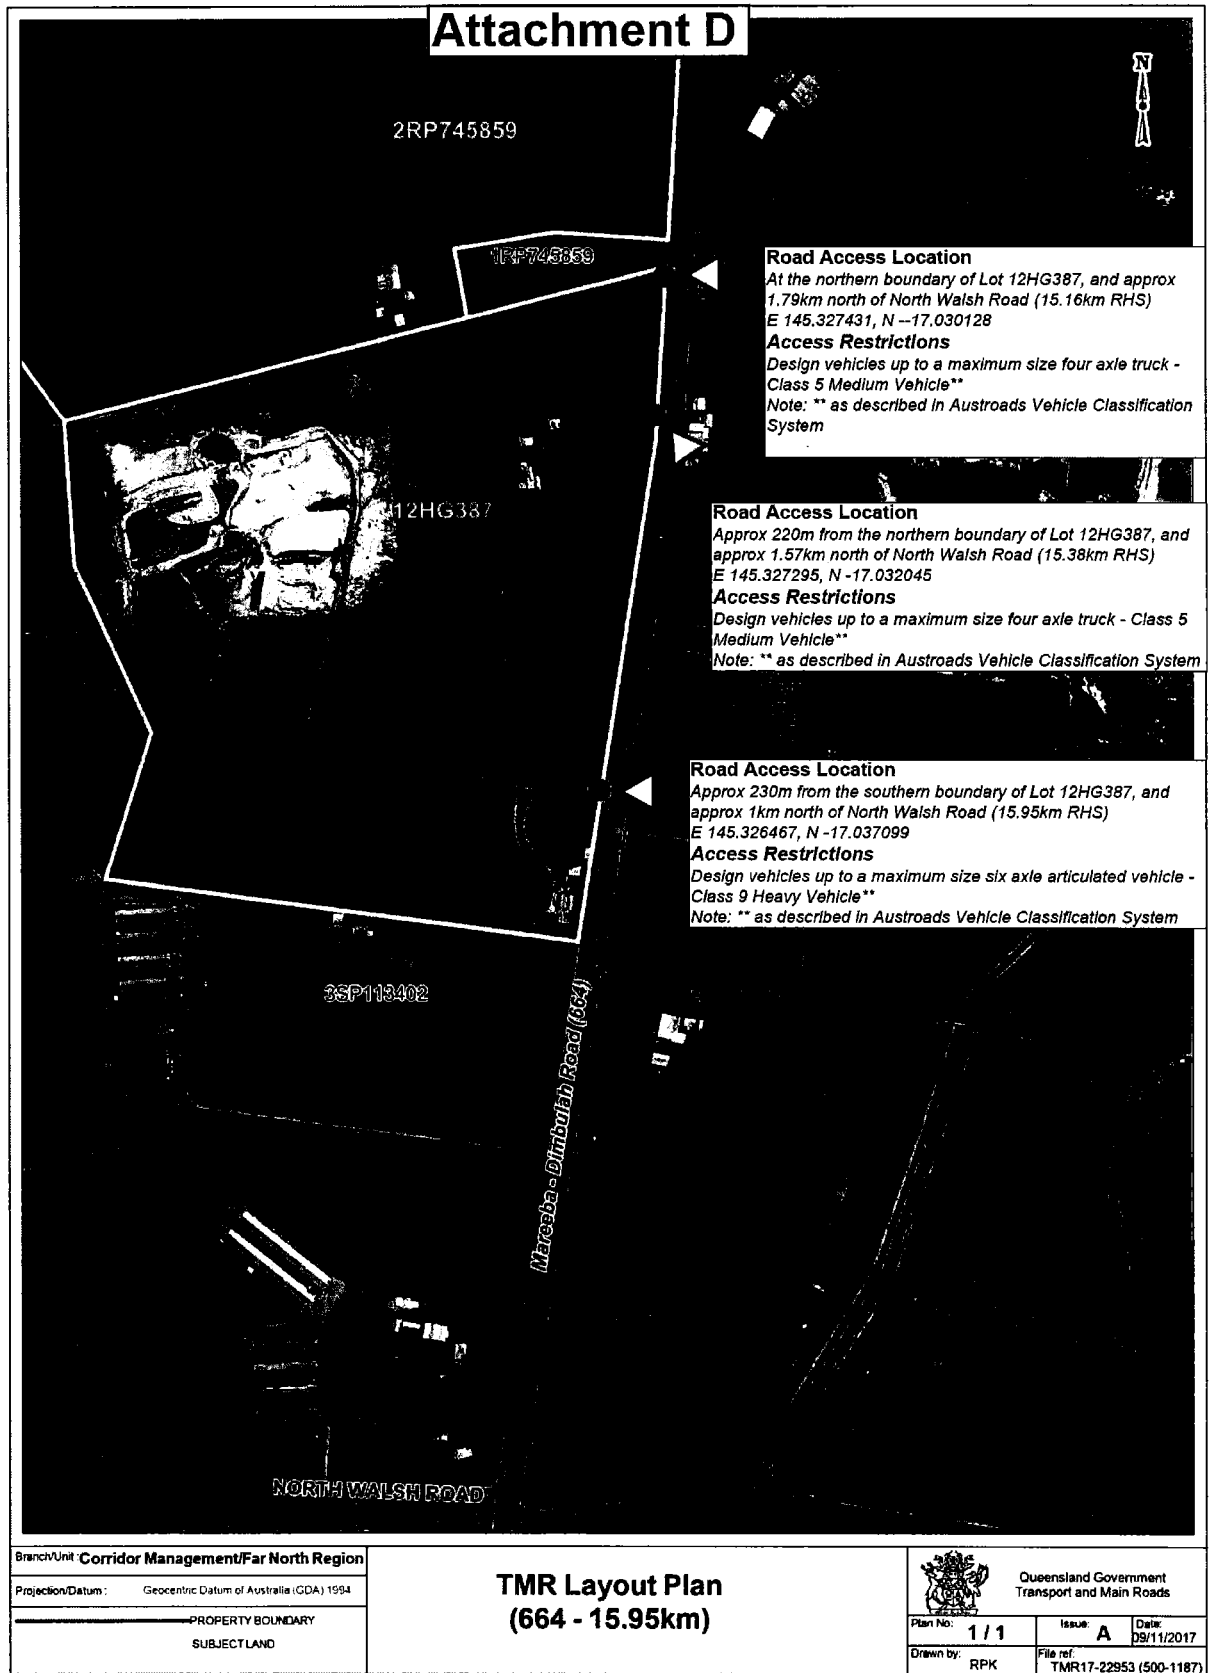 Attachment D
N
2RP745859
1RP745859
Road Access Location
At the northern boundary of Lot 12HG387, and approx
1.79km north of North Walsh Road (15.16km RHS)
E 145.327431, N --17.030128
Access Restrictions
Design vehicles up to a maximum size four axle truck -
Class 5 Medium Vehicle**
Note: ** as described in Austroads Vehicle Classification
System
12HG387
Road Access Location
Approx 220m from the northern boundary of Lot 12HG387, and
approx 1.57km north of North Walsh Road (15.38km RHS)
E 145.327295, N -17.032045
Access Restrictions
Design vehicles up to a maximum size four axle truck - Class 5
Medium Vehicle**
Note: ** as described in Austroads Vehicle Classification System
Road Access Location
Approx 230m from the southern boundary of Lot 12HG387, and
approx 1km north of North Walsh Road (15.95km RHS)
E 145.326467, N -17.037099
Access Restrictions
Design vehicles up to a maximum size six axle articulated vehicle -
Class 9 Heavy Vehicle**
Note: ** as described in Austroads Vehicle Classification System
3SP113402
Mareeba - Dimbulah Road (664)
NORTH WALSH ROAD
Branch/Unit : Corridor Management/Far North Region
Projection/Datum : Geocentric Datum of Australia (GDA) 1994
PROPERTY BOUNDARY
SUBJECT LAND
TMR Layout Plan
(664 - 15.95km)
Queensland Government
Transport and Main Roads
Plan No: 1 / 1
Issue: A
Date: 09/11/2017
Drawn by: RPK
File ref: TMR17-22953 (500-1187)